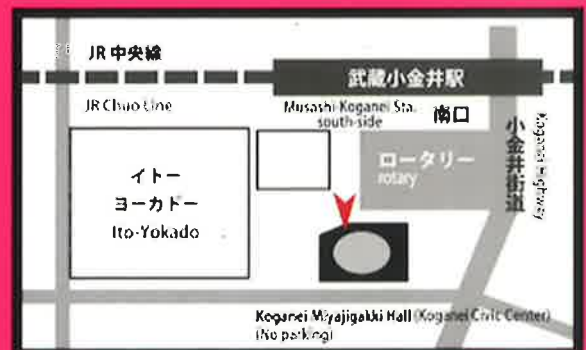 JR 中央線
JR Chuo Line
武蔵小金井駅
Musashi-Koganei Sta.
south-side
南口
小金井街道
Koganei Highway
ロータリー
rotary
イトー
ヨーカドー
Ito-Yokado
Koganei Miyajigakki Hall (Koganei Civic Center)
(No parking)